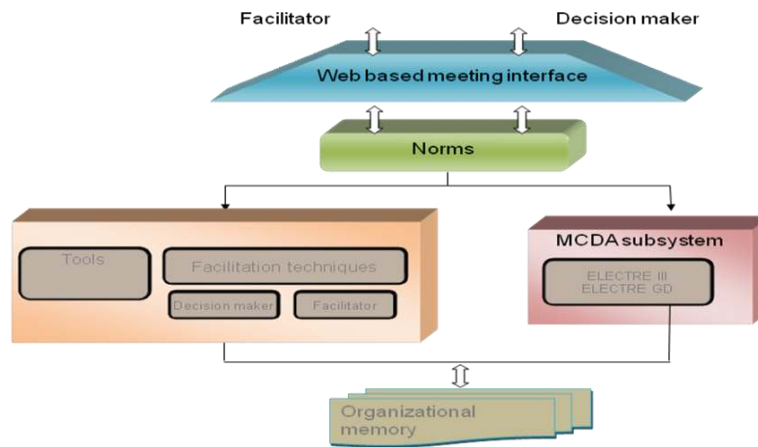 Facilitator
Decision maker
Web based meeting interface
Norms
Tools
Facilitation techniques
Decision maker
Facilitator
MCDA subsystem
ELECTRE III
ELECTRE GD
Organizational
memory